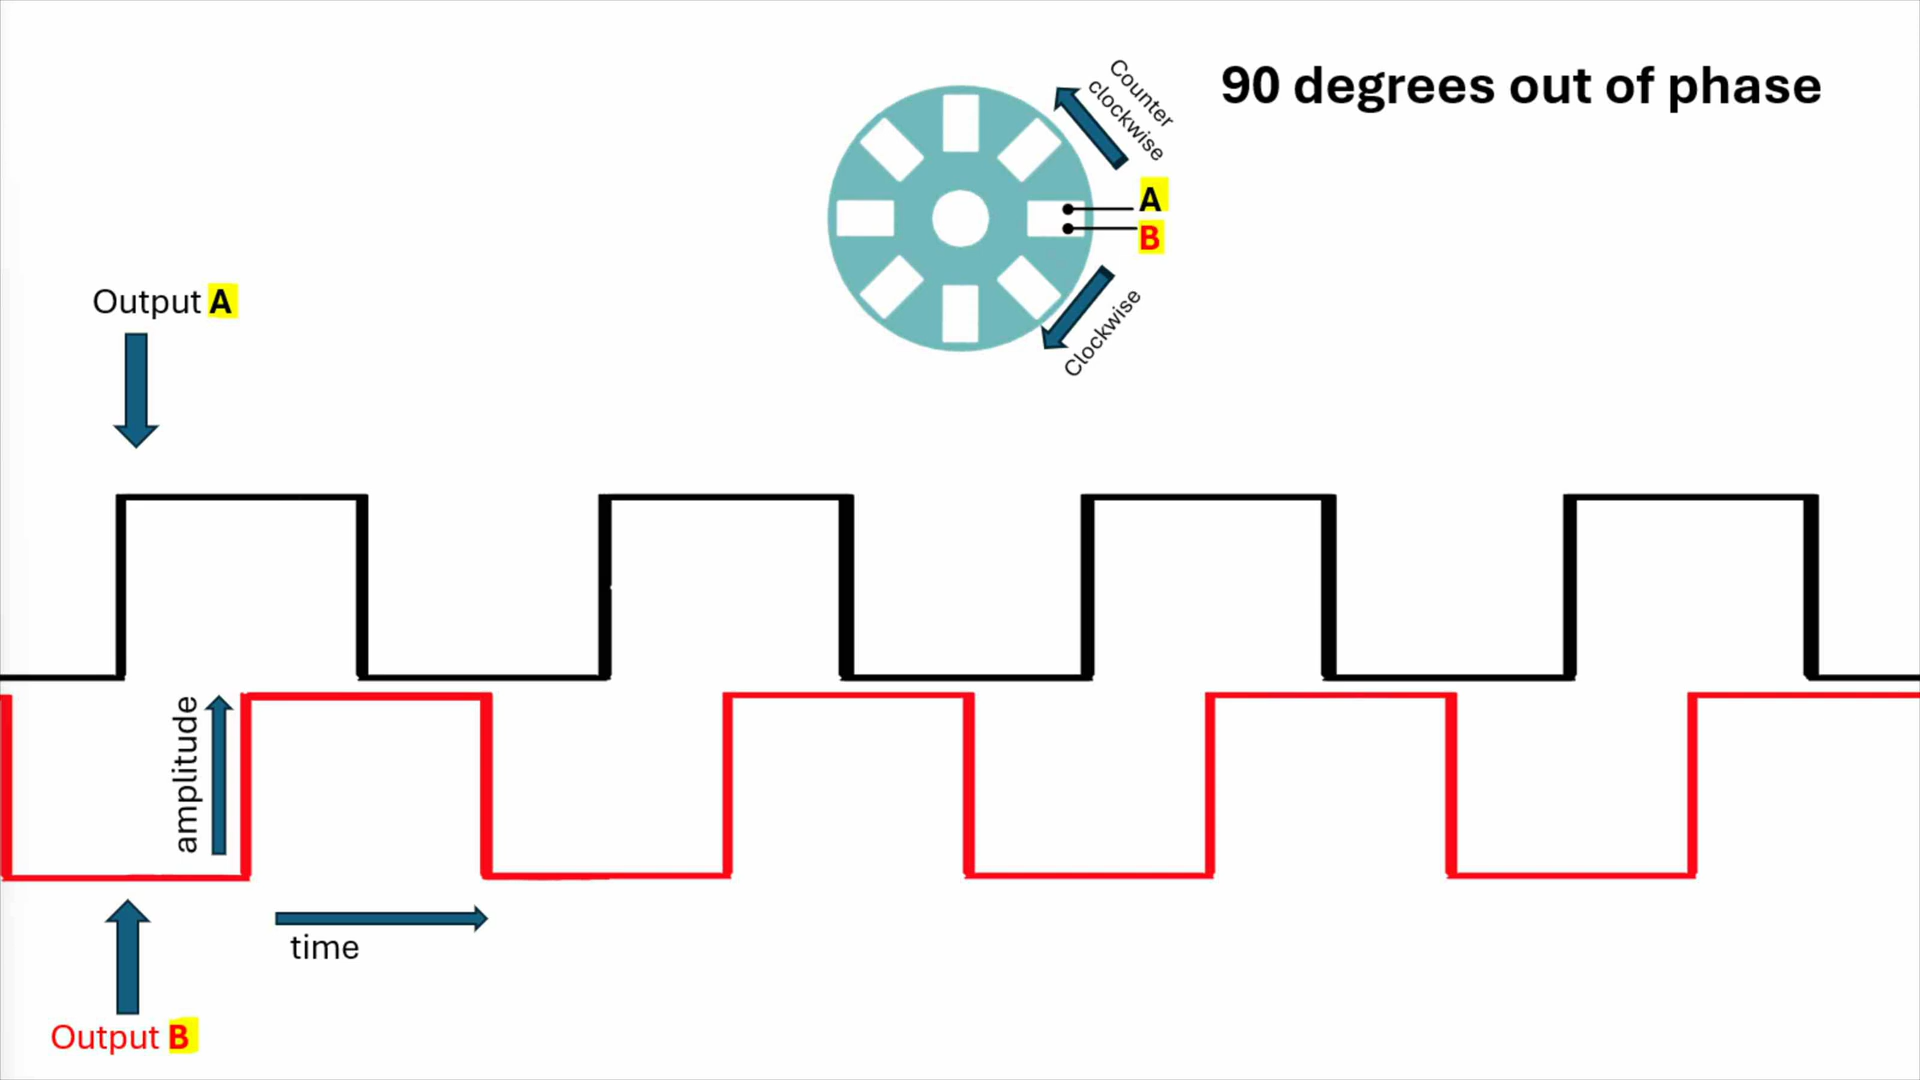 90 degrees out of phase
Counter
clockwise
A
B
Clockwise
Output A
amplitude
time
Output B